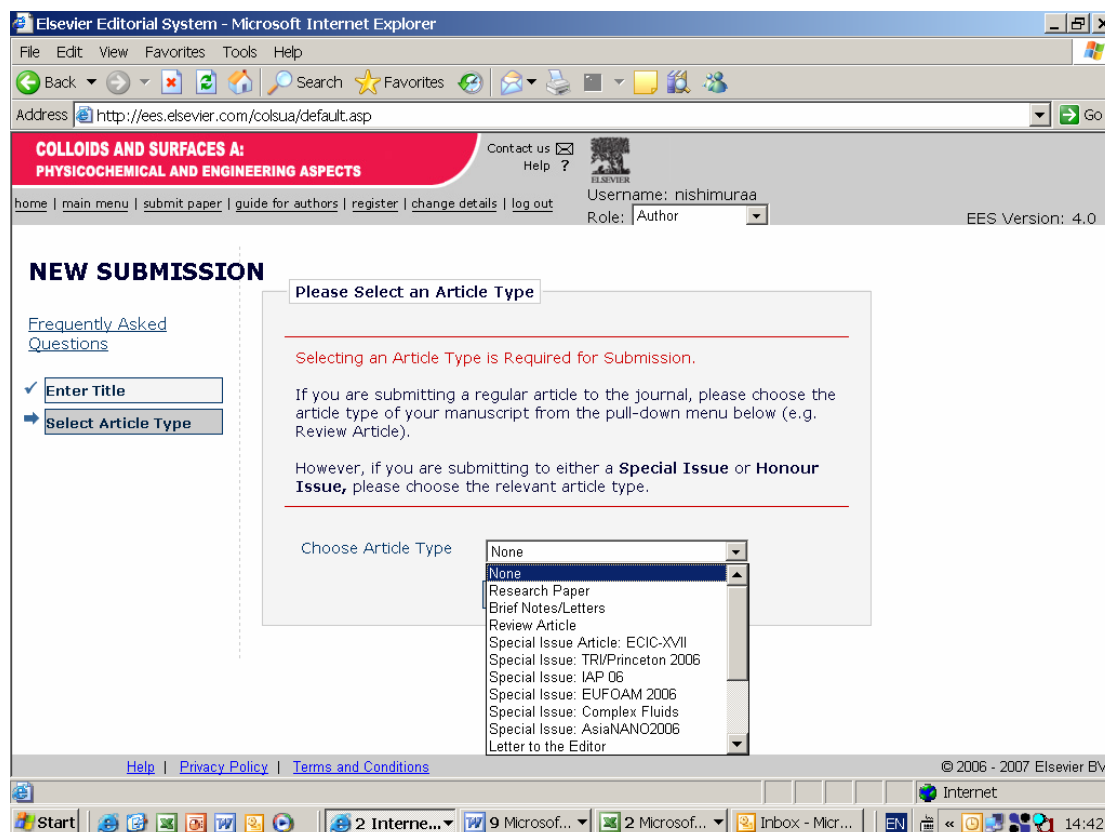 Elsevier Editorial System - Microsoft Internet Explorer
File Edit View Favorites Tools Help
Back Search Favorites
Address http://ees.elsevier.com/colsua/default.asp Go
COLLOIDS AND SURFACES A:
PHYSICOCHEMICAL AND ENGINEERING ASPECTS
Contact us
Help ?
ELSEVIER
home | main menu | submit paper | guide for authors | register | change details | log out
Username: nishimuraa
Role: Author
EES Version: 4.0
NEW SUBMISSION
Frequently Asked
Questions
Enter Title
Select Article Type
Please Select an Article Type
Selecting an Article Type is Required for Submission.
If you are submitting a regular article to the journal, please choose the
article type of your manuscript from the pull-down menu below (e.g.
Review Article).
However, if you are submitting to either a Special Issue or Honour
Issue, please choose the relevant article type.
Choose Article Type
None
None
Research Paper
Brief Notes/Letters
Review Article
Special Issue Article: ECIC-XVII
Special Issue: TRI/Princeton 2006
Special Issue: IAP 06
Special Issue: EUFOAM 2006
Special Issue: Complex Fluids
Special Issue: AsiaNANO2006
Letter to the Editor
Help | Privacy Policy | Terms and Conditions
© 2006 - 2007 Elsevier BV
Internet
Start 2 Interne... 9 Microsof... 2 Microsof... Inbox - Micr... EN « 14:42